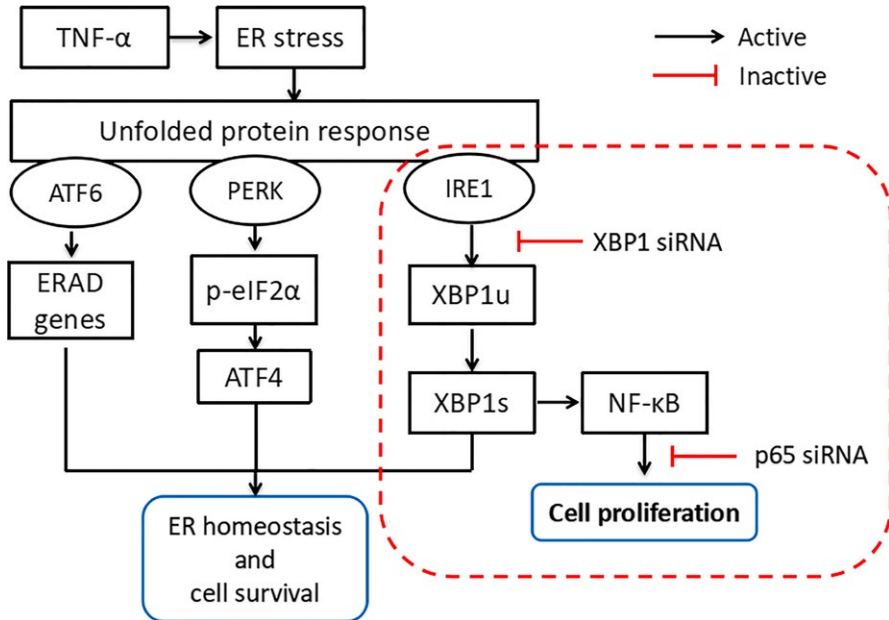 TNF-α
ER stress
Active
Inactive
Unfolded protein response
ATF6
PERK
IRE1
XBP1 siRNA
ERAD
genes
p-eIF2α
XBP1u
ATF4
XBP1s
NF-κB
p65 siRNA
Cell proliferation
ER homeostasis
and
cell survival